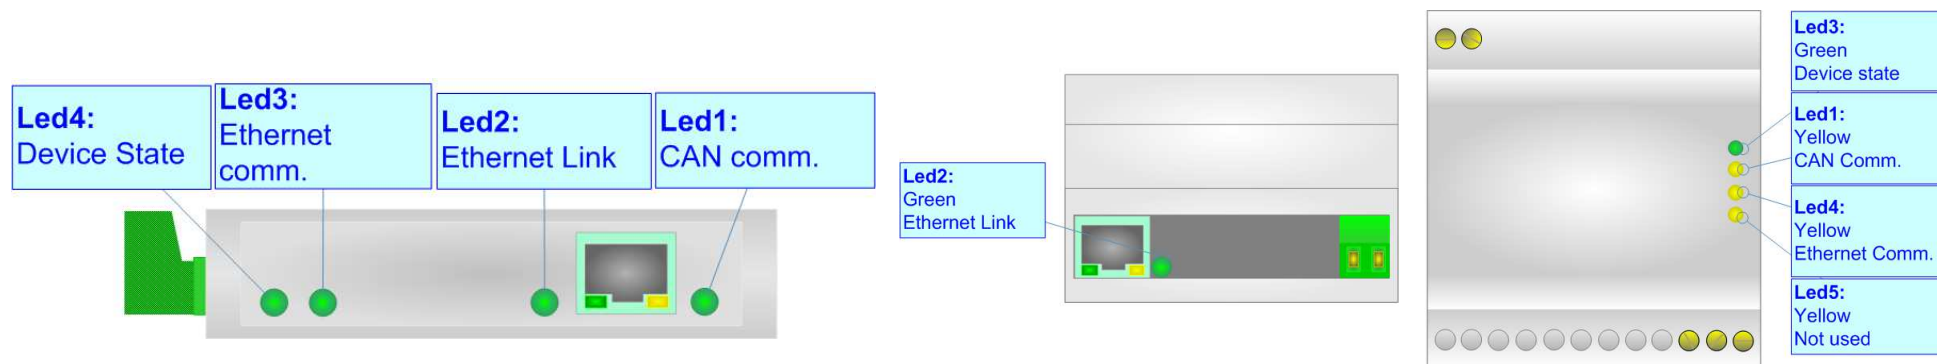 Led4:
Device State
Led3:
Ethernet
comm.
Led2:
Ethernet Link
Led1:
CAN comm.
Led2:
Green
Ethernet Link
Led3:
Green
Device state
Led1:
Yellow
CAN Comm.
Led4:
Yellow
Ethernet Comm.
Led5:
Yellow
Not used